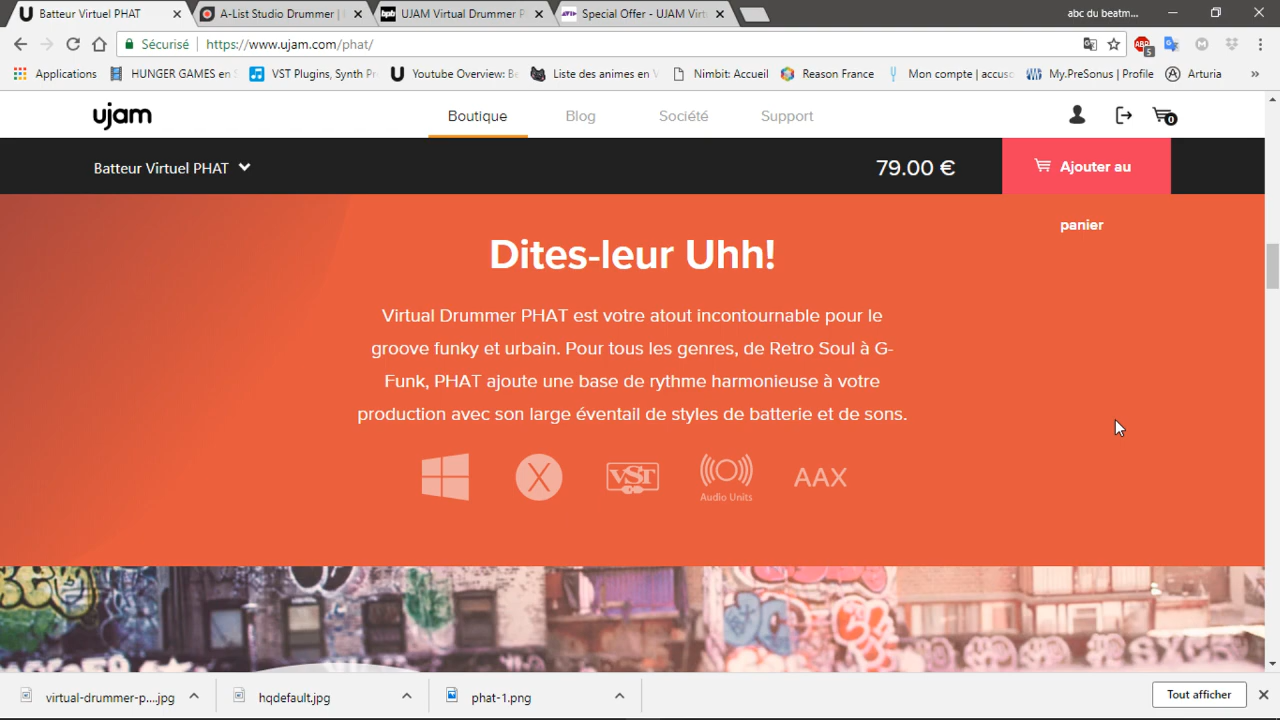 Batteur Virtuel PHAT
A-List Studio Drummer |
bpb UJAM Virtual Drummer P
AVID Special Offer - UJAM Virt
abc du beatm...
Sécurisé https://www.ujam.com/phat/
ABP 5
Applications HUNGER GAMES en VST Plugins, Synth Youtube Overview: Liste des animes en Nimbit: Accueil Reason France Mon compte | accus My.PreSonus | Profile Arturia »
ujam Boutique Blog Société Support 0
Batteur Virtuel PHAT 79.00 € Ajouter au
panier
Dites-leur Uhh!
Virtual Drummer PHAT est votre atout incontournable pour le
groove funky et urbain. Pour tous les genres, de Retro Soul à G-
Funk, PHAT ajoute une base de rythme harmonieuse à votre
production avec son large éventail de styles de batterie et de sons.
X VST Audio Units AAX
virtual-drummer-p....jpg hqdefault.jpg phat-1.png Tout afficher